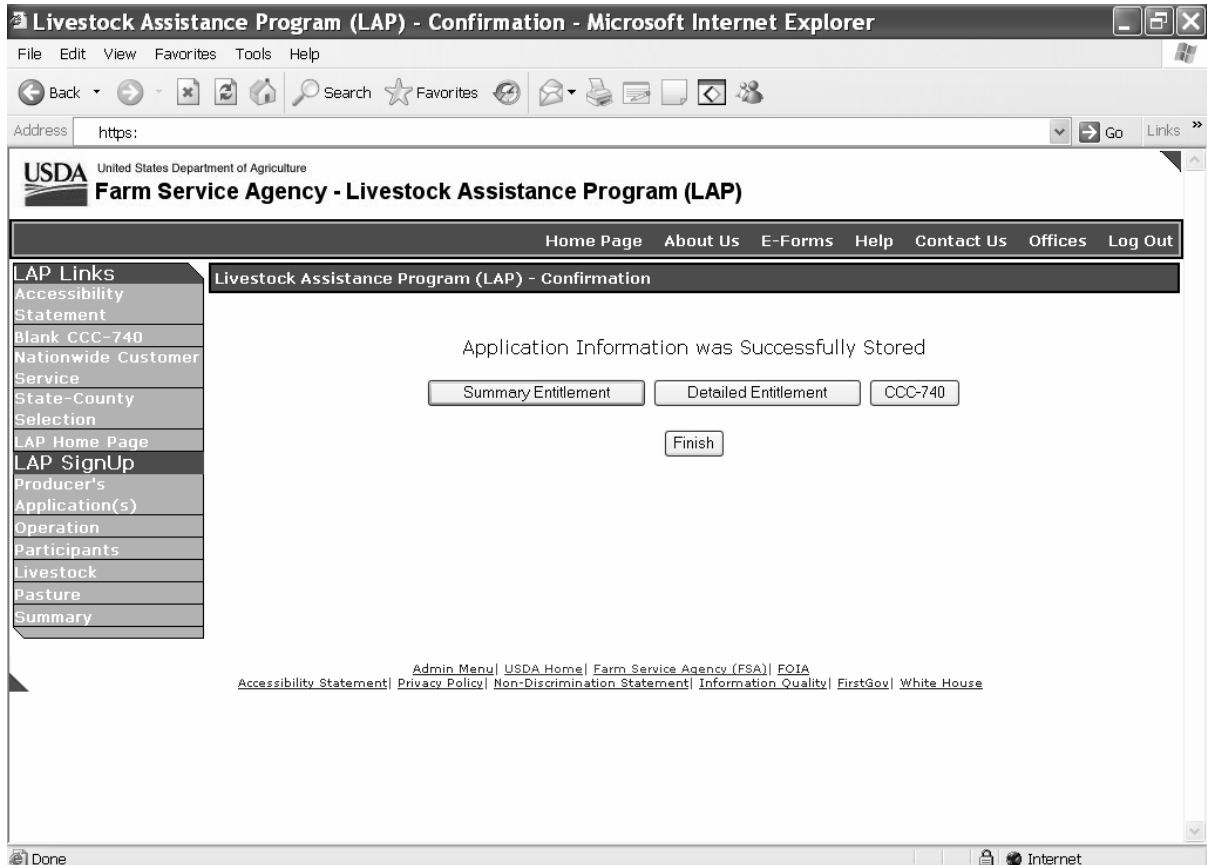 Livestock Assistance Program (LAP) - Confirmation - Microsoft Internet Explorer
File Edit View Favorites Tools Help
Back Search Favorites
Address https: Go Links »
USDA United States Department of Agriculture
Farm Service Agency - Livestock Assistance Program (LAP)
Home Page About Us E-Forms Help Contact Us Offices Log Out
LAP Links
Accessibility
Statement
Blank CCC-740
Nationwide Customer
Service
State-County
Selection
LAP Home Page
LAP SignUp
Producer's
Application(s)
Operation
Participants
Livestock
Pasture
Summary
Livestock Assistance Program (LAP) - Confirmation
Application Information was Successfully Stored
Summary Entitlement Detailed Entitlement CCC-740
Finish
Admin Menu| USDA Home| Farm Service Agency (FSA)| FOIA
Accessibility Statement| Privacy Policy| Non-Discrimination Statement| Information Quality| FirstGov| White House
Done Internet